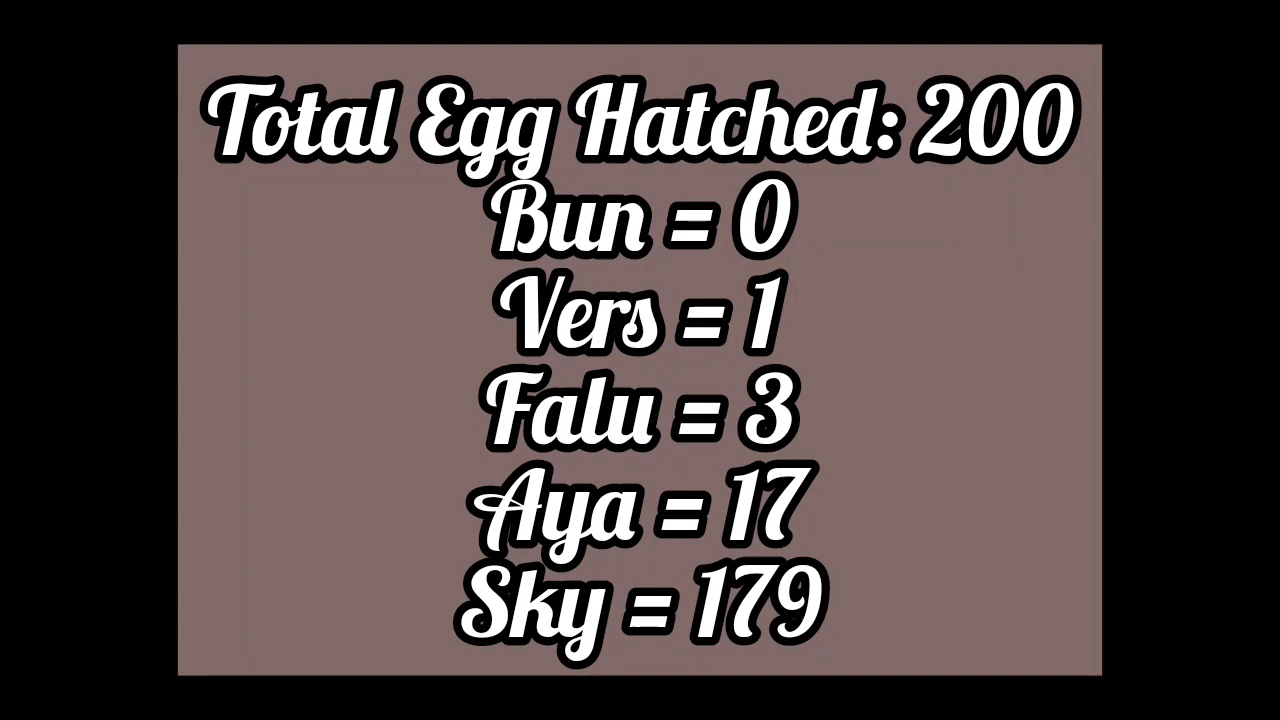 Total Egg Hatched: 200
Bun = 0
Vers = 1
Falu = 3
Aya = 17
Sky = 179